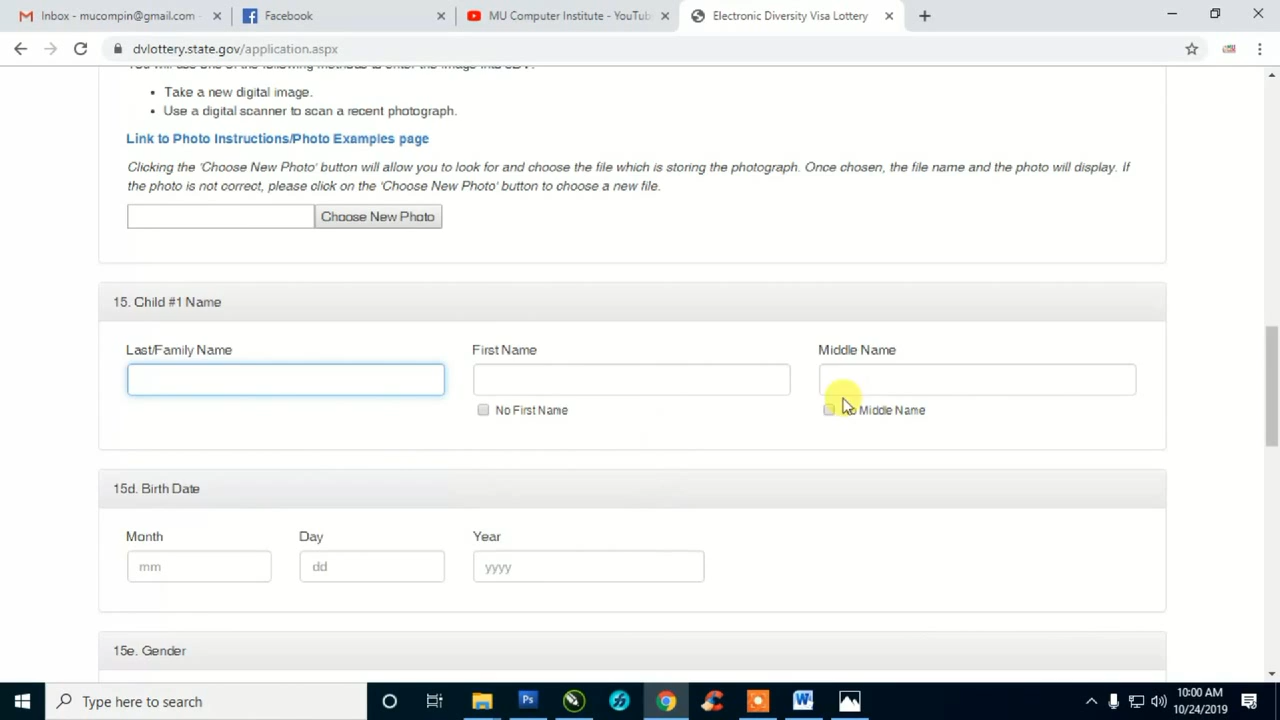 Inbox - mucompin@gmail.com
Facebook
MU Computer Institute - YouTub
Electronic Diversity Visa Lottery
dvlottery.state.gov/application.aspx
Take a new digital image.
Use a digital scanner to scan a recent photograph.
Link to Photo Instructions/Photo Examples page
Clicking the 'Choose New Photo' button will allow you to look for and choose the file which is storing the photograph. Once chosen, the file name and the photo will display. If
the photo is not correct, please click on the 'Choose New Photo' button to choose a new file.
Choose New Photo
15. Child #1 Name
Last/Family Name
First Name
Middle Name
No First Name
Middle Name
15d. Birth Date
Month
Day
Year
mm
dd
yyyy
15e. Gender
Type here to search
10:00 AM
10/24/2019